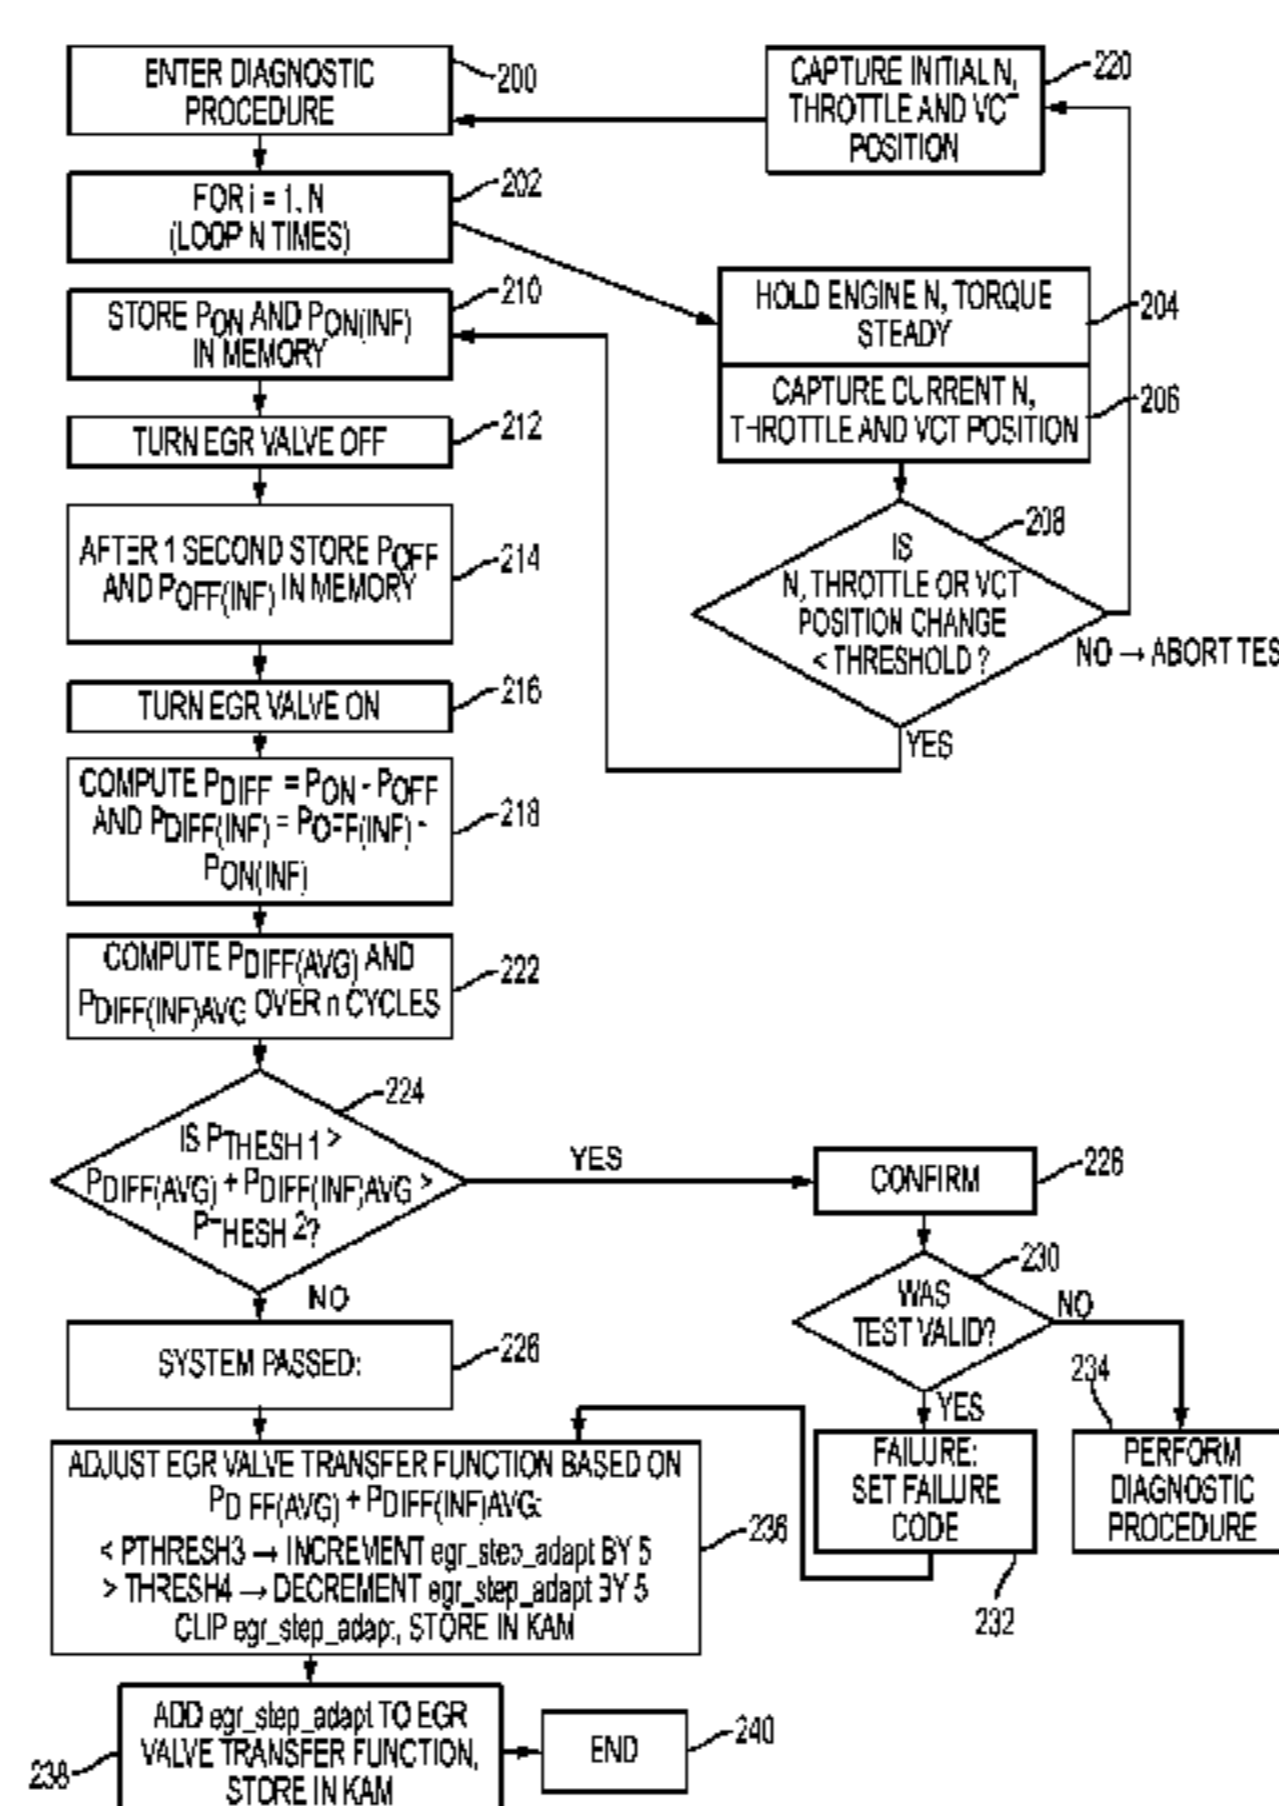 ENTER DIAGNOSTIC
PROCEDURE
200
CAPTURE INITIAL N,
THROTTLE AND VCT
POSITION
220
FOR i = 1, N
(LOOP N TIMES)
202
HOLD ENGINE N, TORQUE
STEADY
204
CAPTURE CURRENT N,
THROTTLE AND VCT POSITION
206
STORE PON AND PON(INF)
IN MEMORY
210
TURN EGR VALVE OFF
212
IS
N, THROTTLE OR VCT
POSITION CHANGE
< THRESHOLD ?
208
NO → ABORT TES
YES
AFTER 1 SECOND STORE POFF
AND POFF(INF) IN MEMORY
214
TURN EGR VALVE ON
216
COMPUTE PDIFF = PON - POFF
AND PDIFF(INF) = POFF(INF) -
PON(INF)
218
COMPUTE PDIFF(AVG) AND
PDIFF(INF)AVG OVER n CYCLES
222
IS PTHESH 1 >
PDIFF(AVG) + PDIFF(INF)AVG >
PTHESH 2?
224
YES
NO
CONFIRM
228
WAS
TEST VALID?
230
NO
YES
SYSTEM PASSED:
226
FAILURE:
SET FAILURE
CODE
232
234
PERFORM
DIAGNOSTIC
PROCEDURE
ADJUST EGR VALVE TRANSFER FUNCTION BASED ON
PDIFF(AVG) + PDIFF(INF)AVG:
< PTHRESH3 → INCREMENT egr_step_adapt BY 5
> THRESH4 → DECREMENT egr_step_adapt BY 5
CLIP egr_step_adapt, STORE IN KAM
236
ADD egr_step_adapt TO EGR
VALVE TRANSFER FUNCTION,
STORE IN KAM
238
END
240